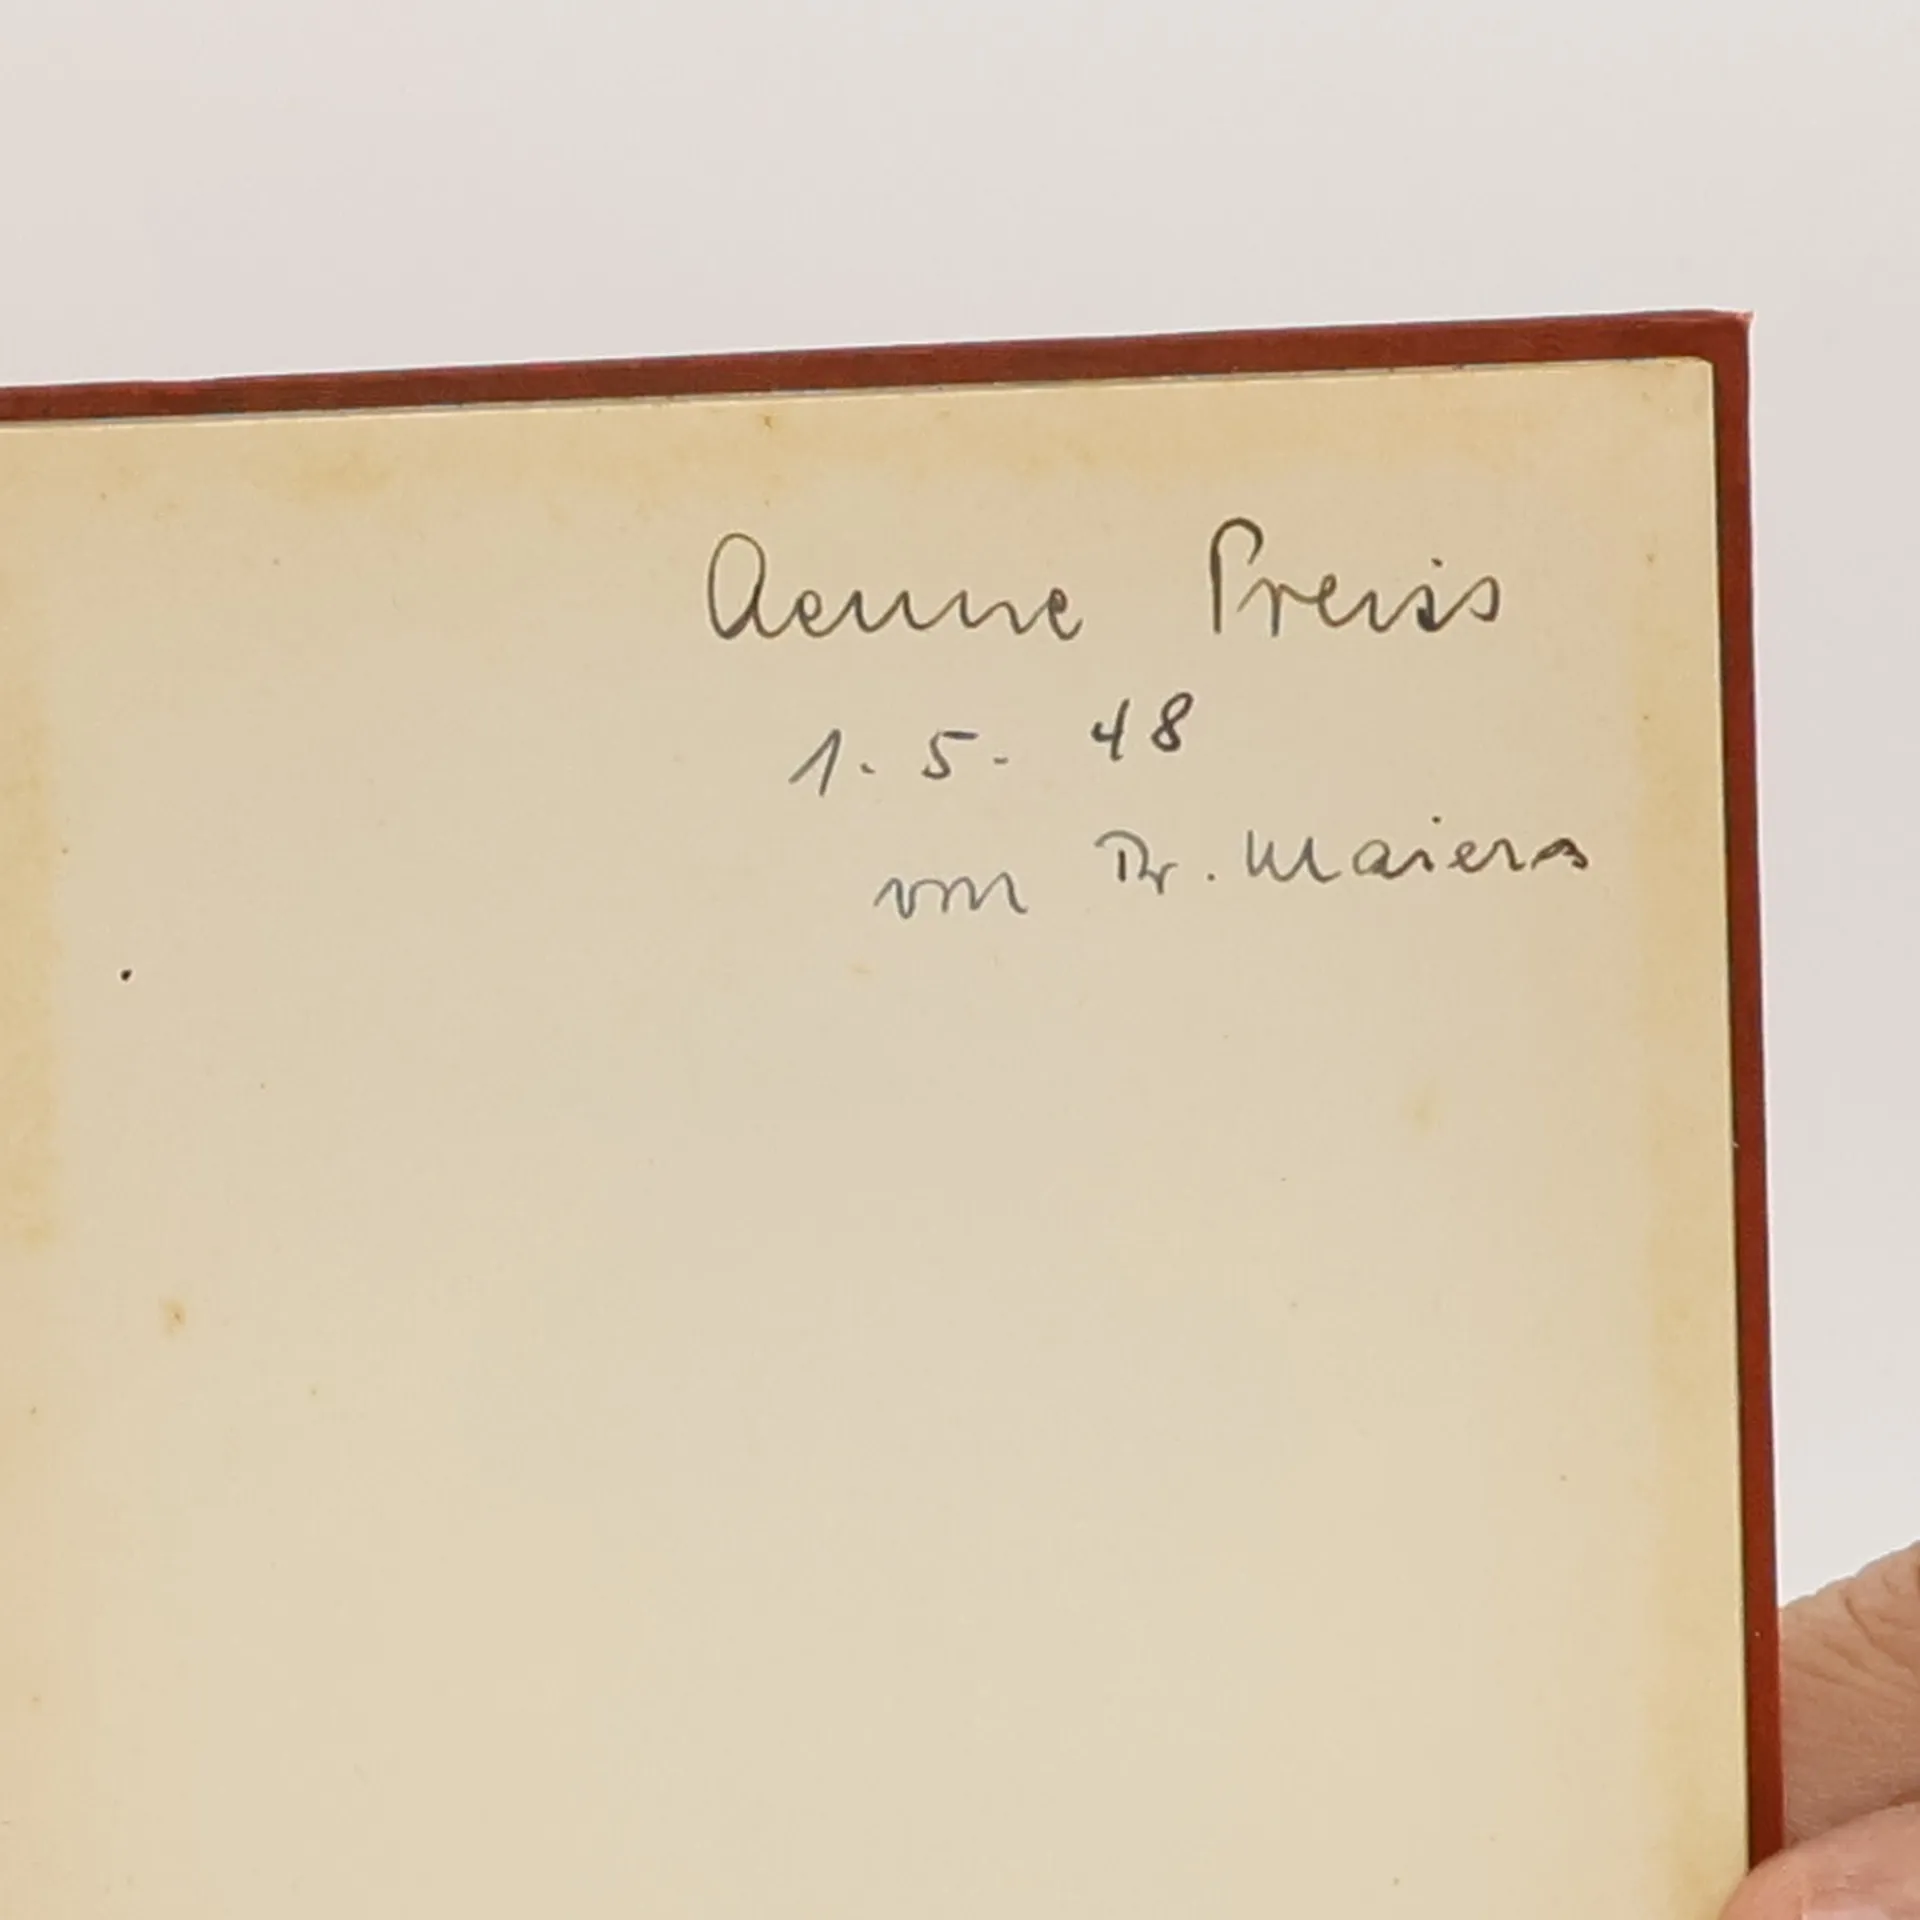 Aenne Preiss
1. 5. 48
von Dr. Maiers